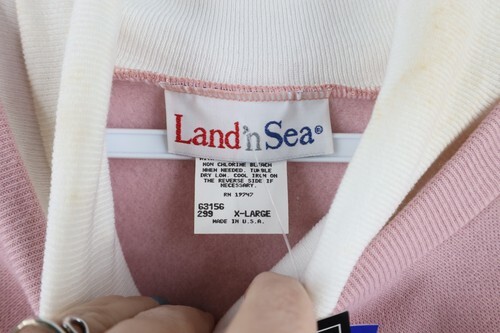 Land'nSea®
NON CHLORINE BLEACH
WHEN NEEDED. TUMBLE
DRY LOW. COOL IRON ON
THE REVERSE SIDE IF
NECESSARY.
RN 19747
63156
299 X-LARGE
MADE IN U.S.A.